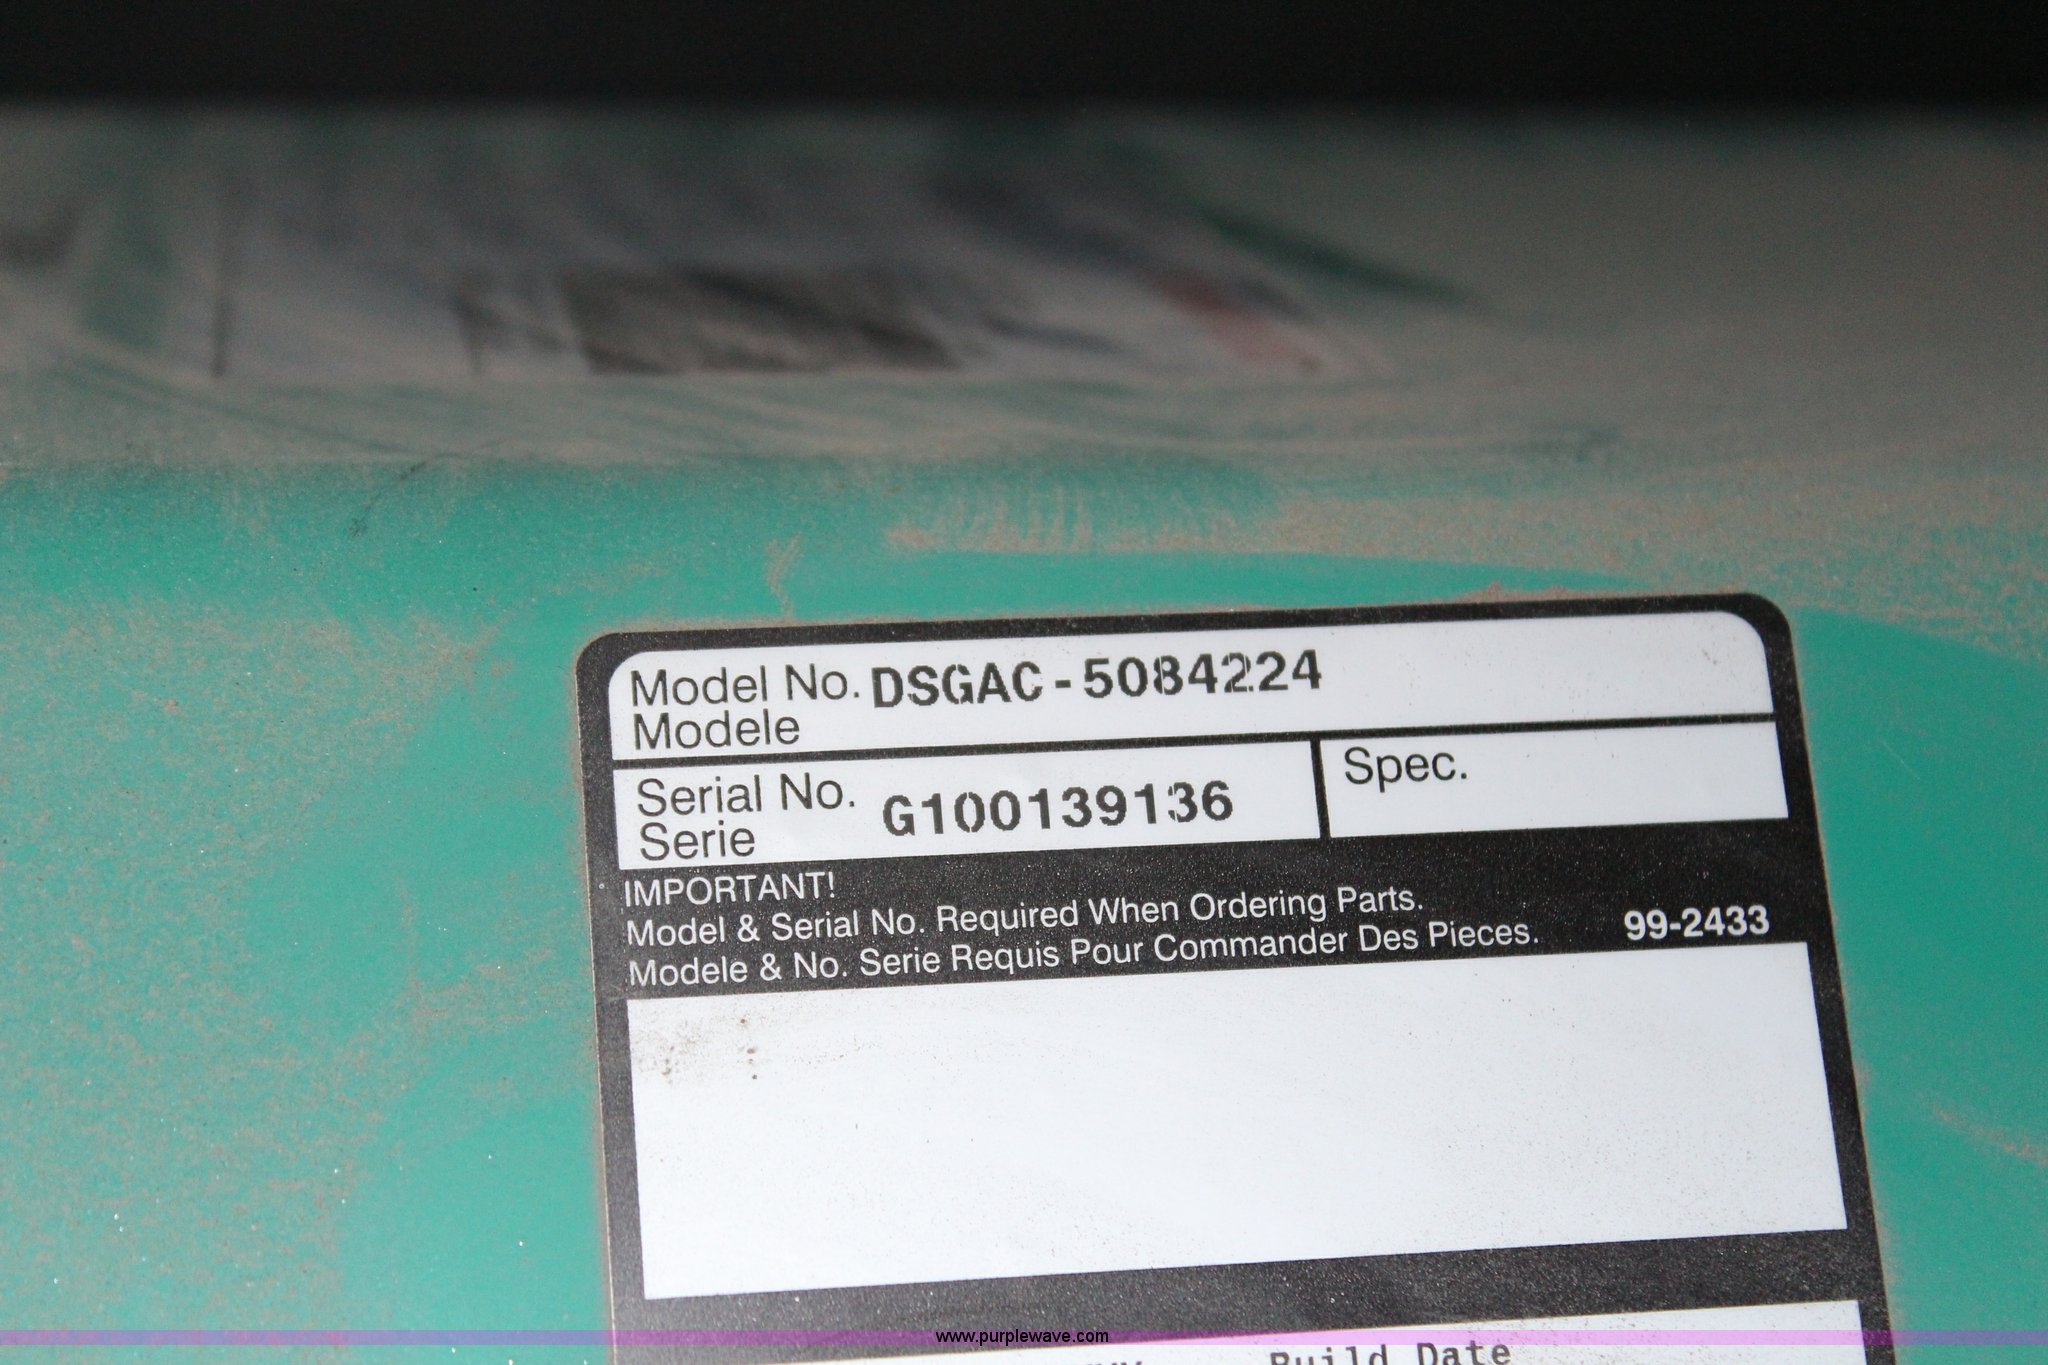 Model No. DSGAC-5084224
Modele
Serial No. G100139136
Serie
Spec.
IMPORTANT!
Model & Serial No. Required When Ordering Parts.
Modele & No. Serie Requis Pour Commander Des Pieces.
99-2433
www.purplewave.com
Build Date